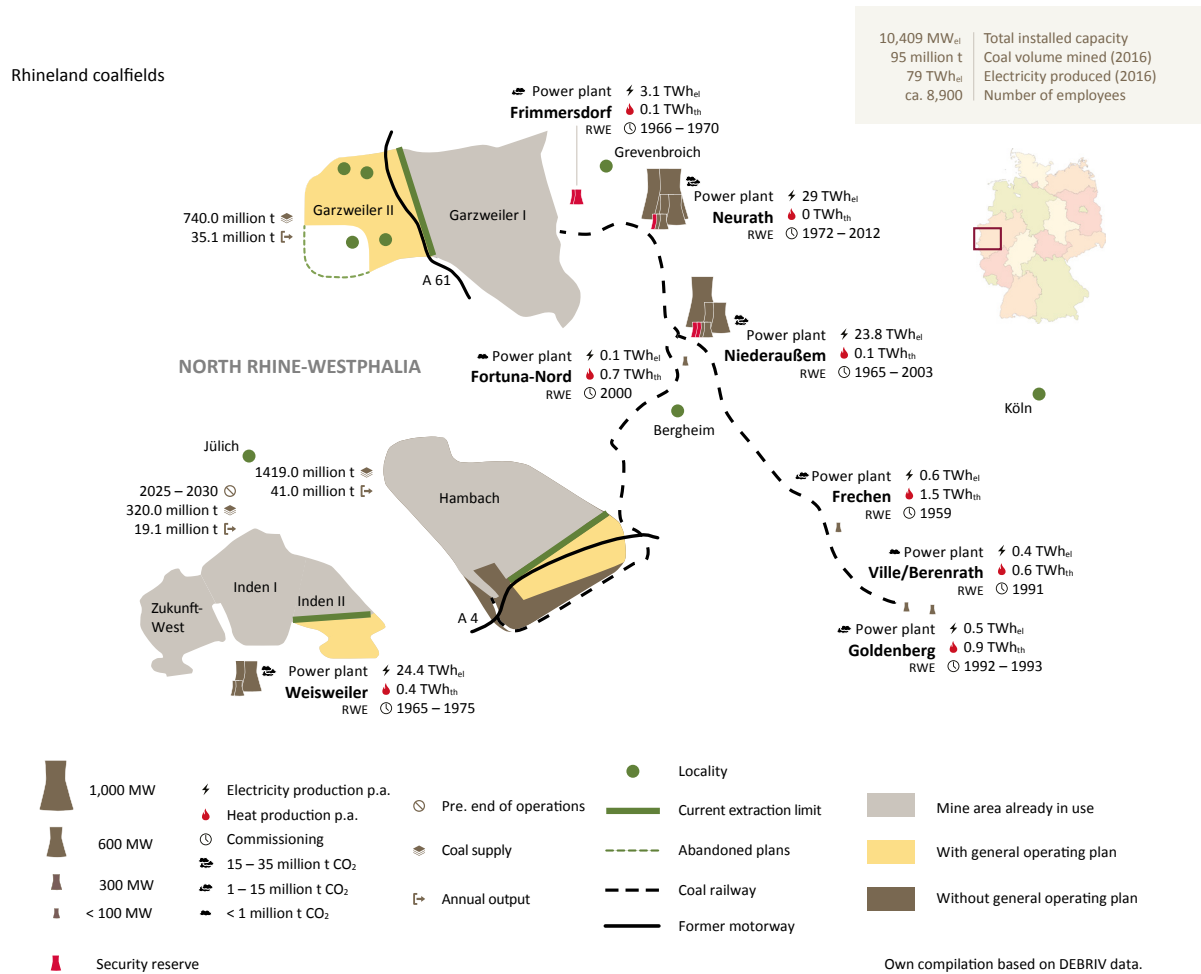 10,409 MWel Total installed capacity
95 million t Coal volume mined (2016)
79 TWhel Electricity produced (2016)
ca. 8,900 Number of employees
Rhineland coalfields
Power plant 3.1 TWhel
Frimmersdorf 0.1 TWhth
RWE 1966 – 1970
Grevenbroich
Power plant 29 TWhel
Neurath 0 TWhth
RWE 1972 – 2012
Garzweiler II
Garzweiler I
740.0 million t
35.1 million t
A 61
Power plant 23.8 TWhel
Niederaußem 0.1 TWhth
RWE 1965 – 2003
NORTH RHINE-WESTPHALIA
Power plant 0.1 TWhel
Fortuna-Nord 0.7 TWhth
RWE 2000
Köln
Bergheim
Jülich
1419.0 million t
41.0 million t
Hambach
2025 – 2030
320.0 million t
19.1 million t
Power plant 0.6 TWhel
Frechen 1.5 TWhth
RWE 1959
Power plant 0.4 TWhel
Ville/Berenrath 0.6 TWhth
RWE 1991
Inden I
Inden II
Zukunft-
West
A 4
Power plant 0.5 TWhel
Goldenberg 0.9 TWhth
RWE 1992 – 1993
Power plant 24.4 TWhel
Weisweiler 0.4 TWhth
RWE 1965 – 1975
1,000 MW
600 MW
300 MW
< 100 MW
Security reserve
Electricity production p.a.
Heat production p.a.
Commissioning
15 – 35 million t CO₂
1 – 15 million t CO₂
< 1 million t CO₂
Pre. end of operations
Coal supply
Annual output
Locality
Current extraction limit
Abandoned plans
Coal railway
Former motorway
Mine area already in use
With general operating plan
Without general operating plan
Own compilation based on DEBRIV data.